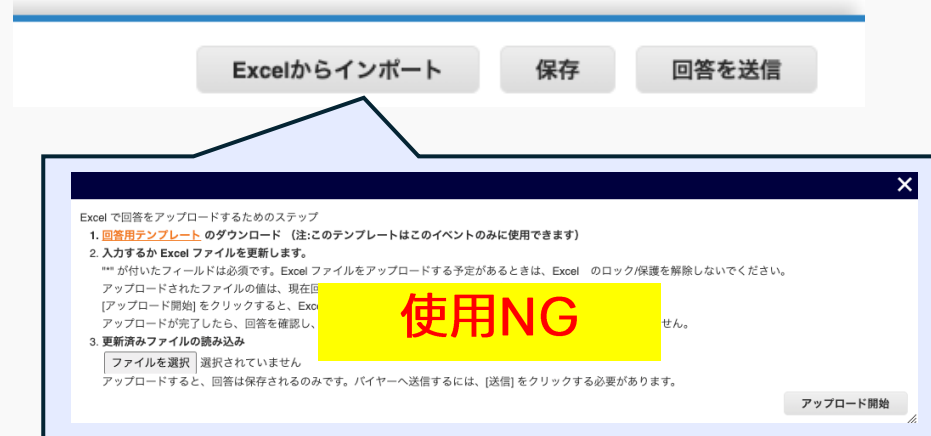 Excelからインポート 保存 回答を送信
×
Excel で回答をアップロードするためのステップ
1. 回答用テンプレート のダウンロード （注:このテンプレートはこのイベントのみに使用できます）
2. 入力するか Excel ファイルを更新します。
"*" が付いたフィールドは必須です。Excel ファイルをアップロードする予定があるときは、Excel のロック/保護を解除しないでください。
アップロードされたファイルの値は、現在回
[アップロード開始] をクリックすると、Exc
使用NG
アップロードが完了したら、回答を確認し、 せん。
3. 更新済みファイルの読み込み
ファイルを選択 選択されていません
アップロードすると、回答は保存されるのみです。バイヤーへ送信するには、[送信] をクリックする必要があります。
アップロード開始